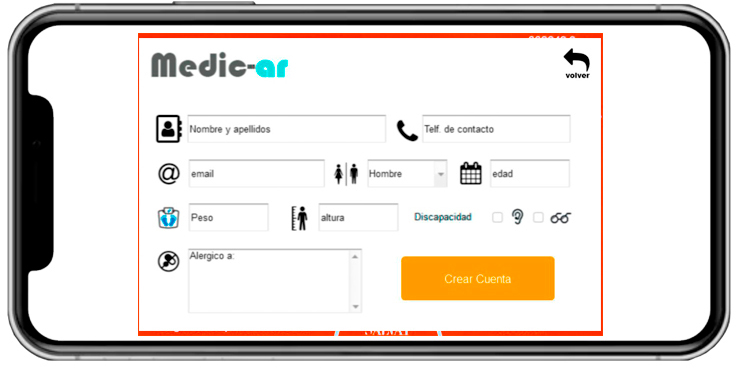 Medic-ar
volver
Nombre y apellidos
Telf. de contacto
email
Hombre
edad
Peso
altura
Discapacidad
Alergico a:
Crear Cuenta